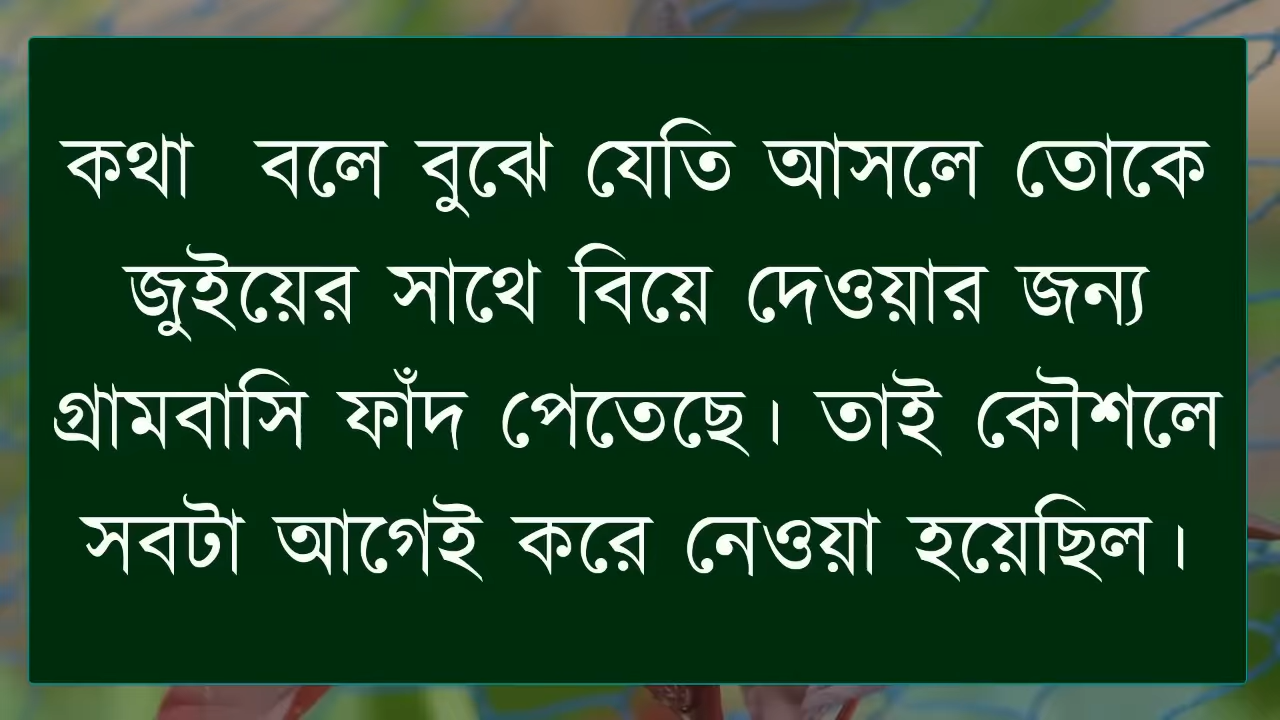 কথা বলে বুঝে যেতি আসলে তোকে
জুইয়ের সাথে বিয়ে দেওয়ার জন্য
গ্রামবাসি ফাঁদ পেতেছে। তাই কৌশলে
সবটা আগেই করে নেওয়া হয়েছিল।